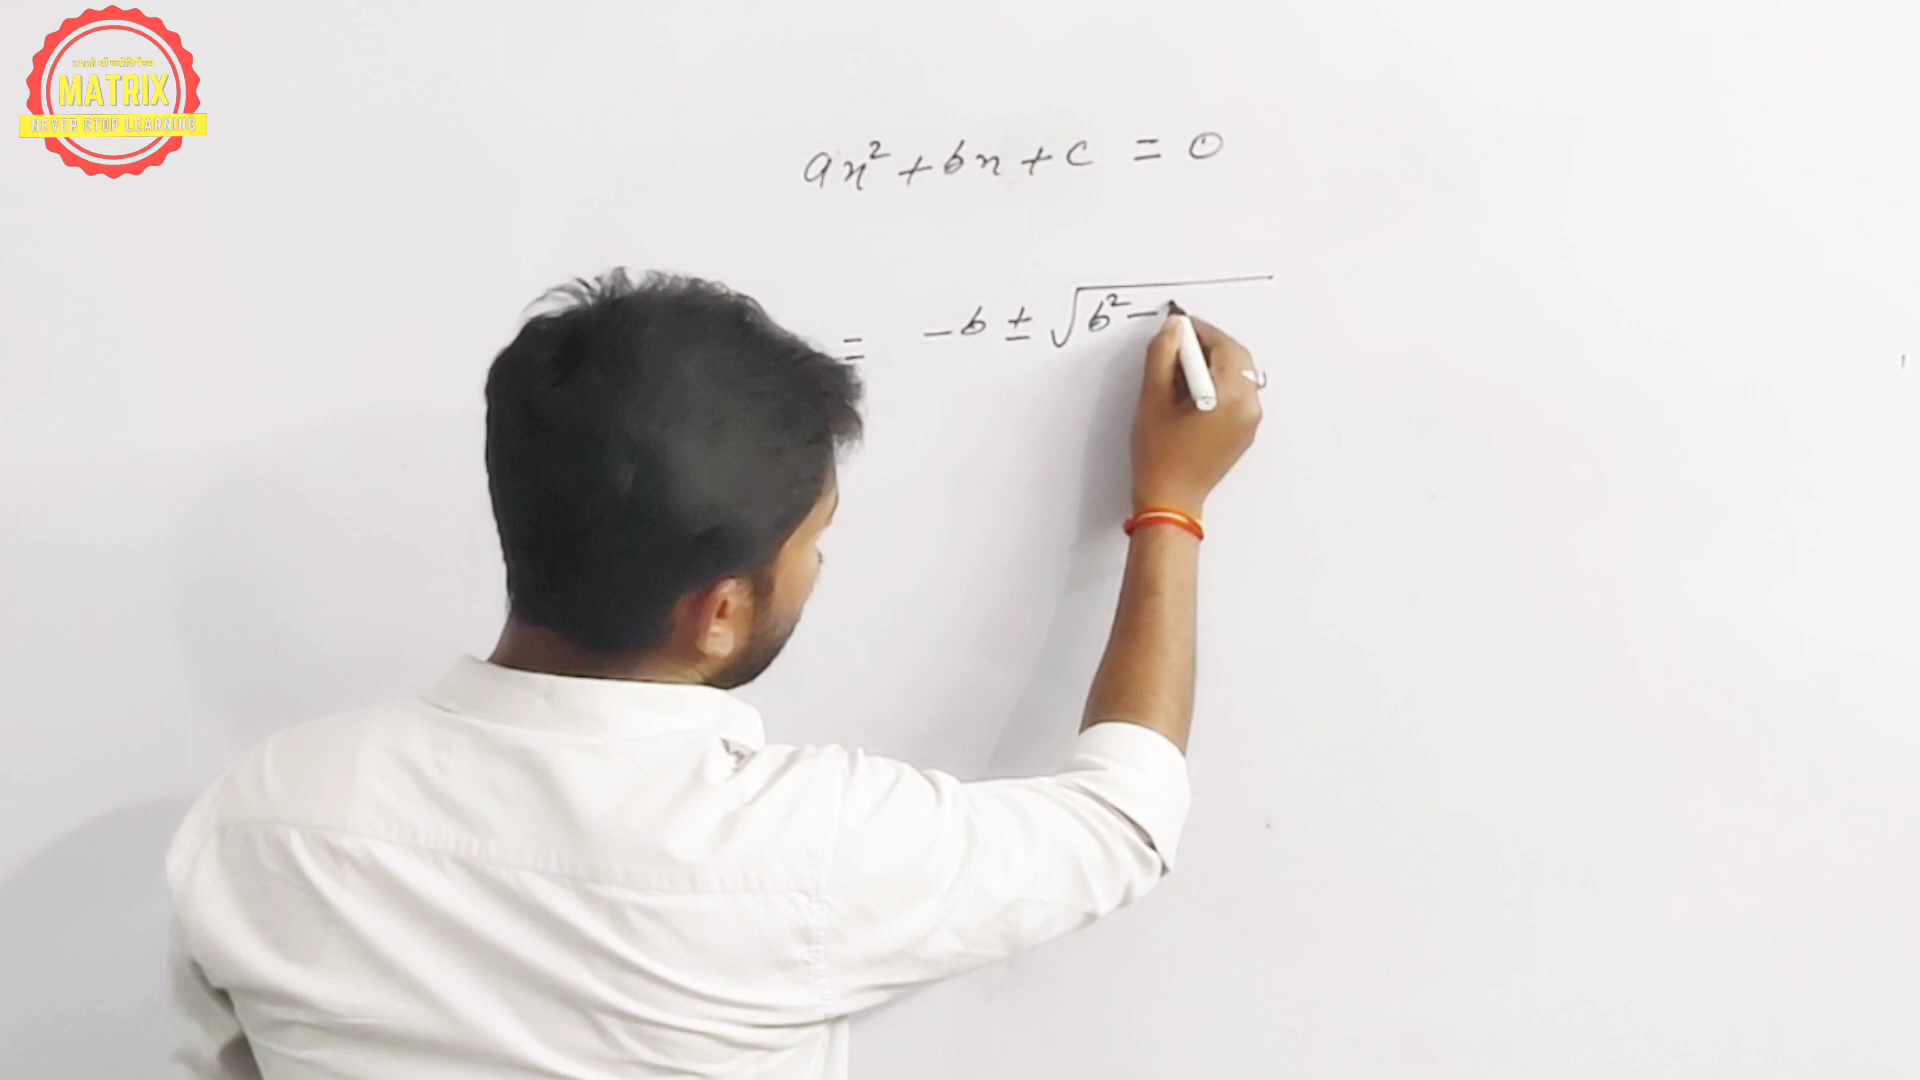 MATRIX
NEVER STOP LEARNING
ax² + bx + c = 0
= -b ± √b² -